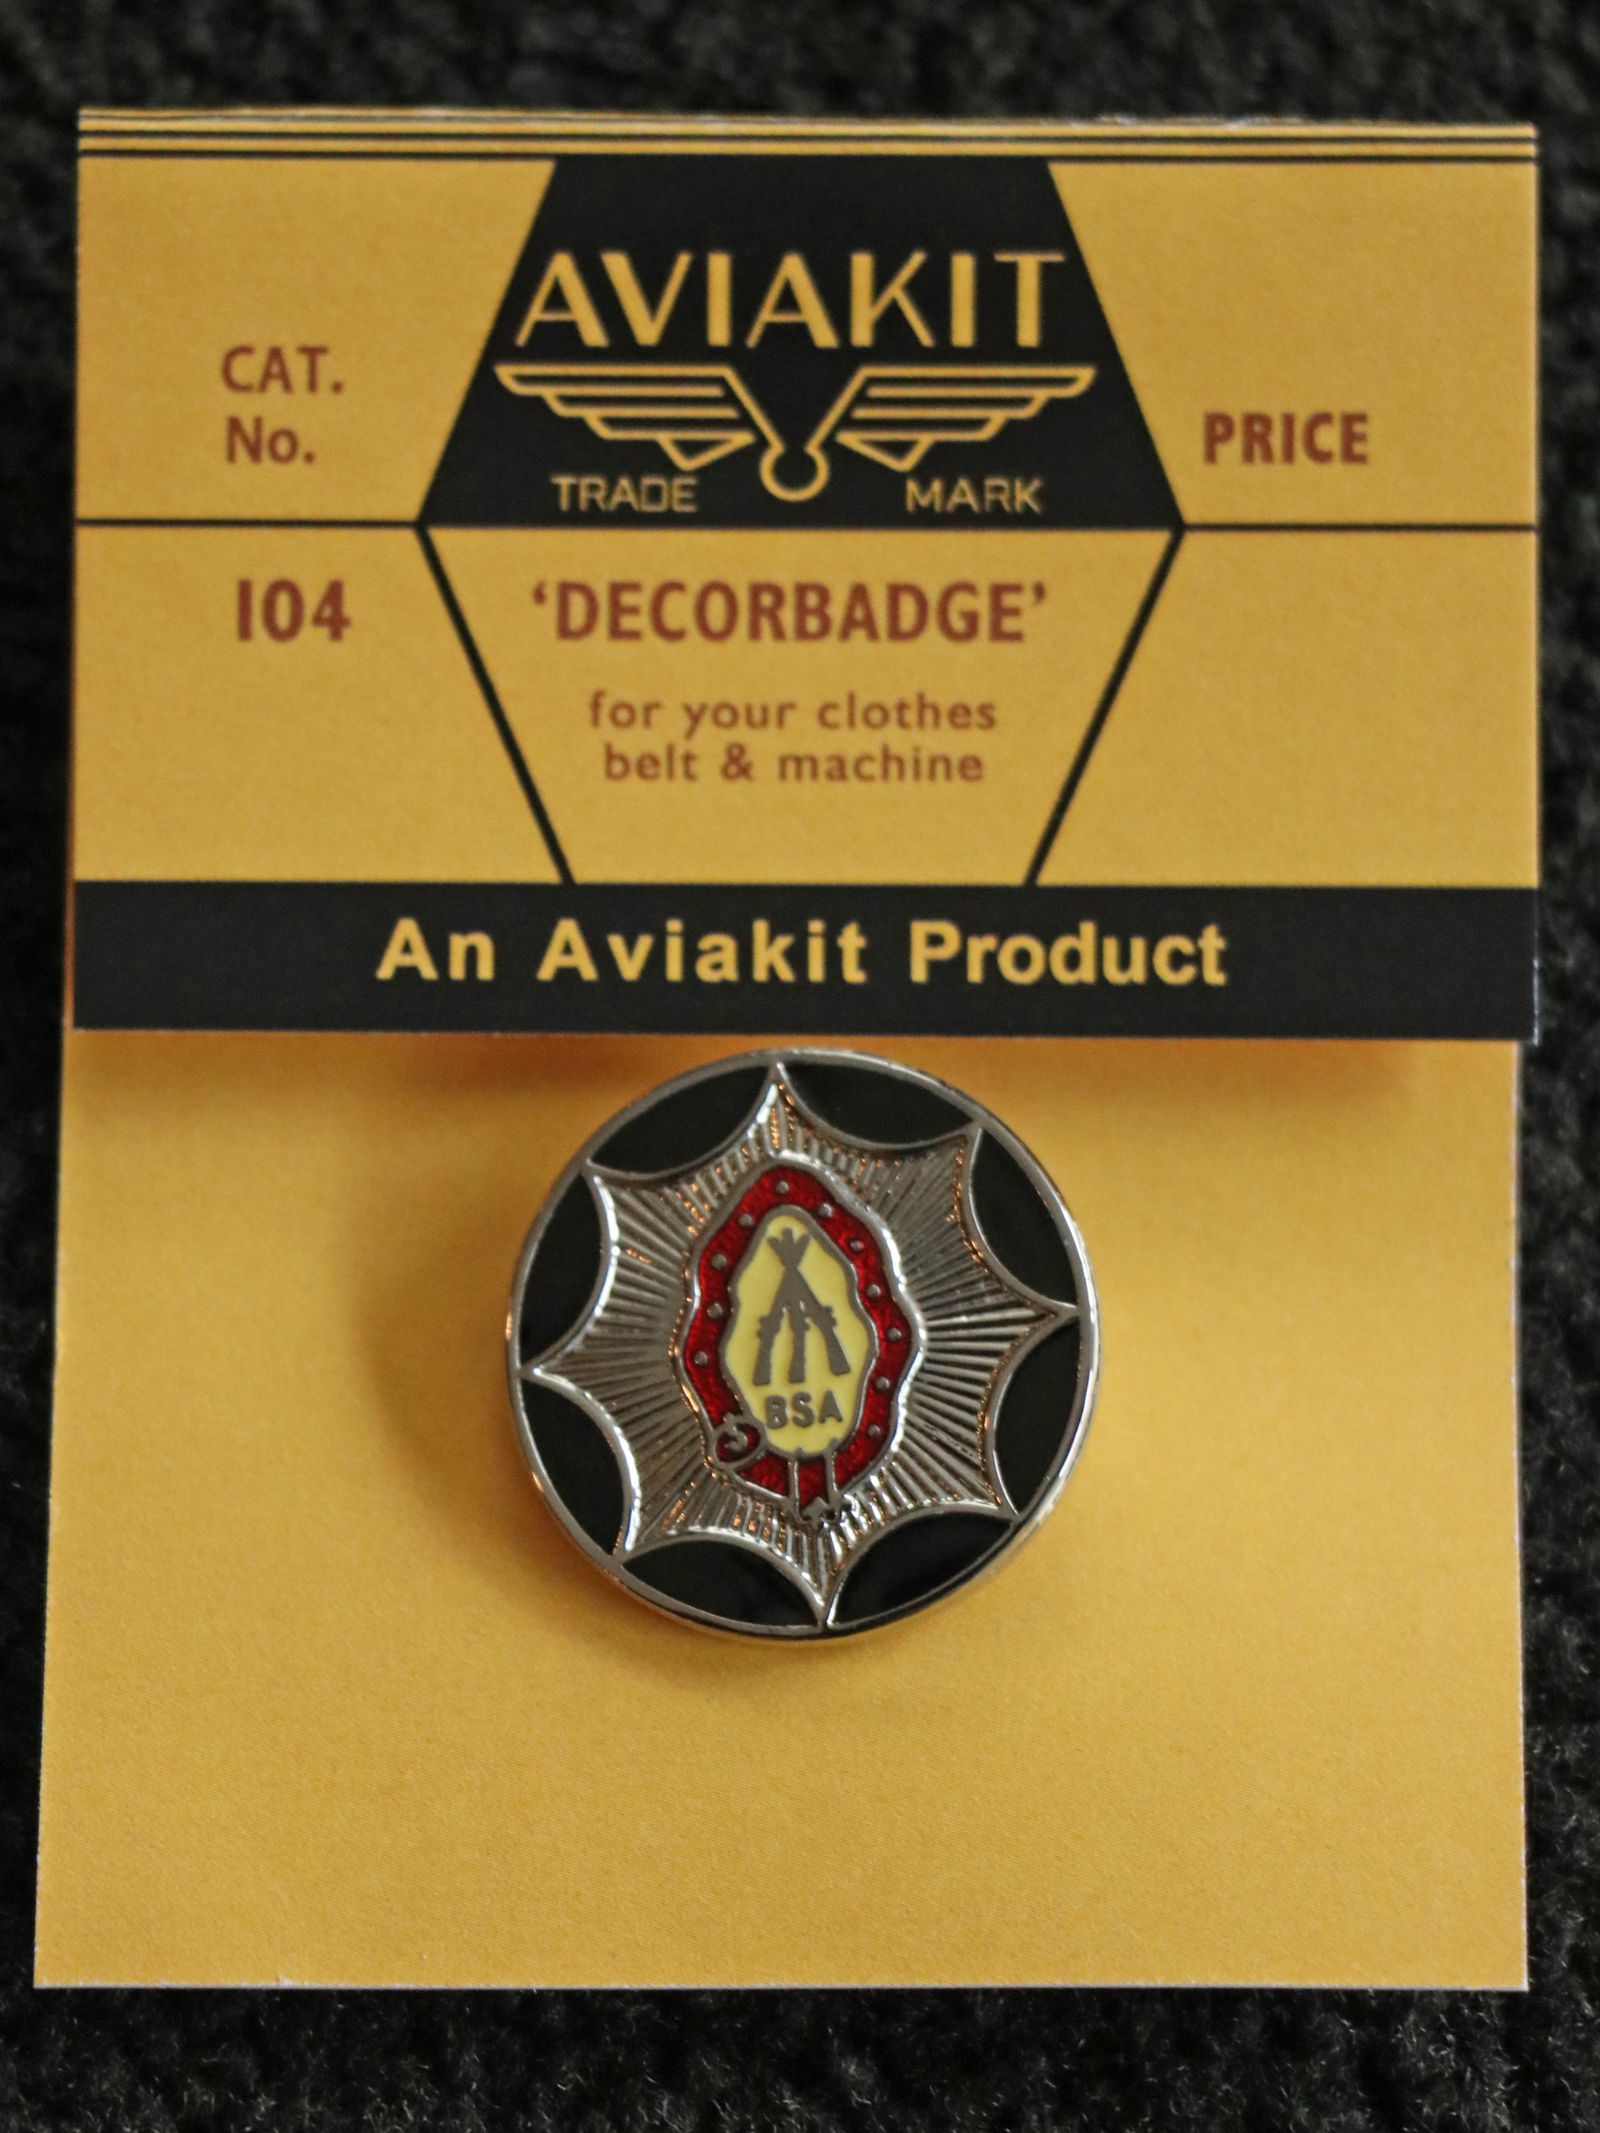 AVIAKIT
TRADE MARK
CAT.
No.
PRICE
104
‘DECORBADGE’
for your clothes
belt & machine
An Aviakit Product
BSA